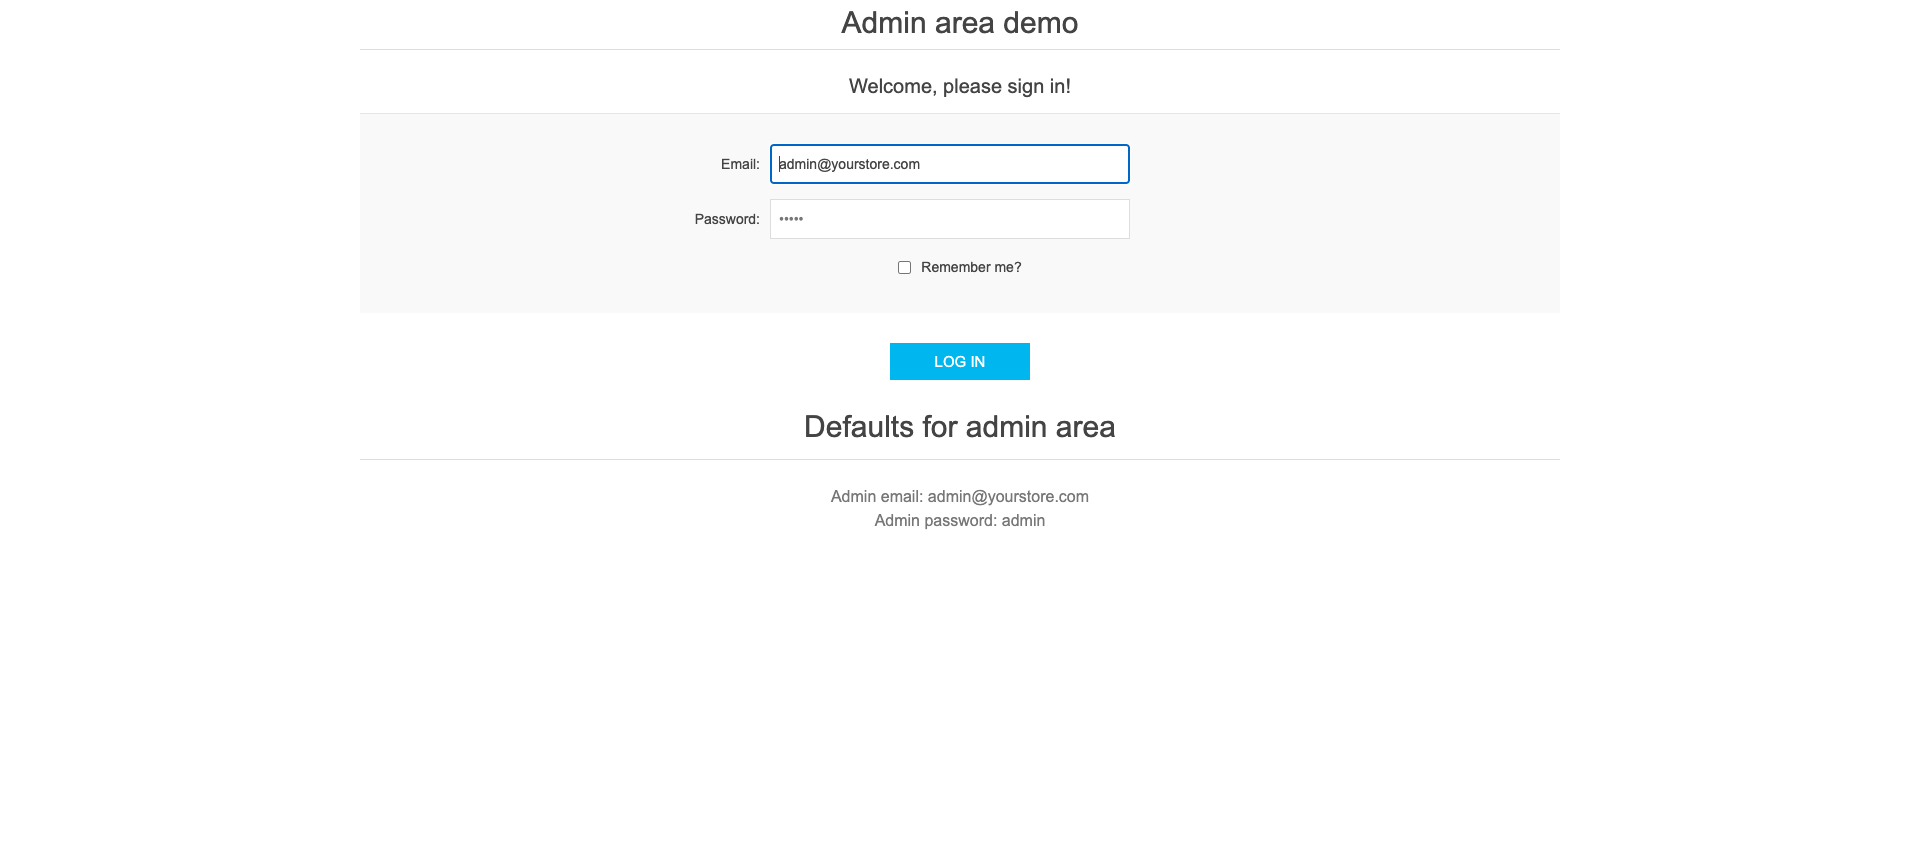 Admin area demo
Welcome, please sign in!
Email: admin@yourstore.com
Password: •••••
Remember me?
LOG IN
Defaults for admin area
Admin email: admin@yourstore.com
Admin password: admin